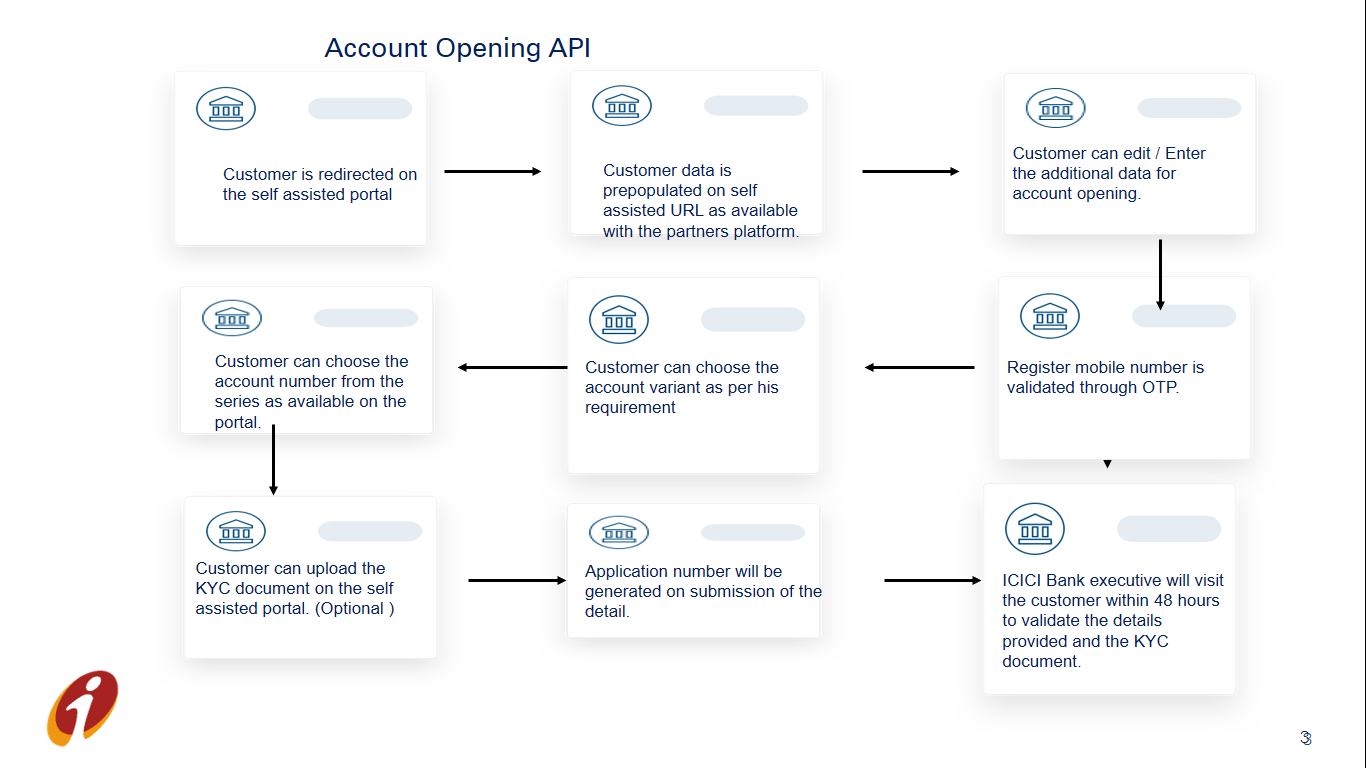 Account Opening API
Customer is redirected on
the self assisted portal
Customer data is
prepopulated on self
assisted URL as available
with the partners platform.
Customer can edit / Enter
the additional data for
account opening.
Register mobile number is
validated through OTP.
Customer can choose the
account variant as per his
requirement
Customer can choose the
account number from the
series as available on the
portal.
Customer can upload the
KYC document on the self
assisted portal. (Optional )
Application number will be
generated on submission of the
detail.
ICICI Bank executive will visit
the customer within 48 hours
to validate the details
provided and the KYC
document.
3